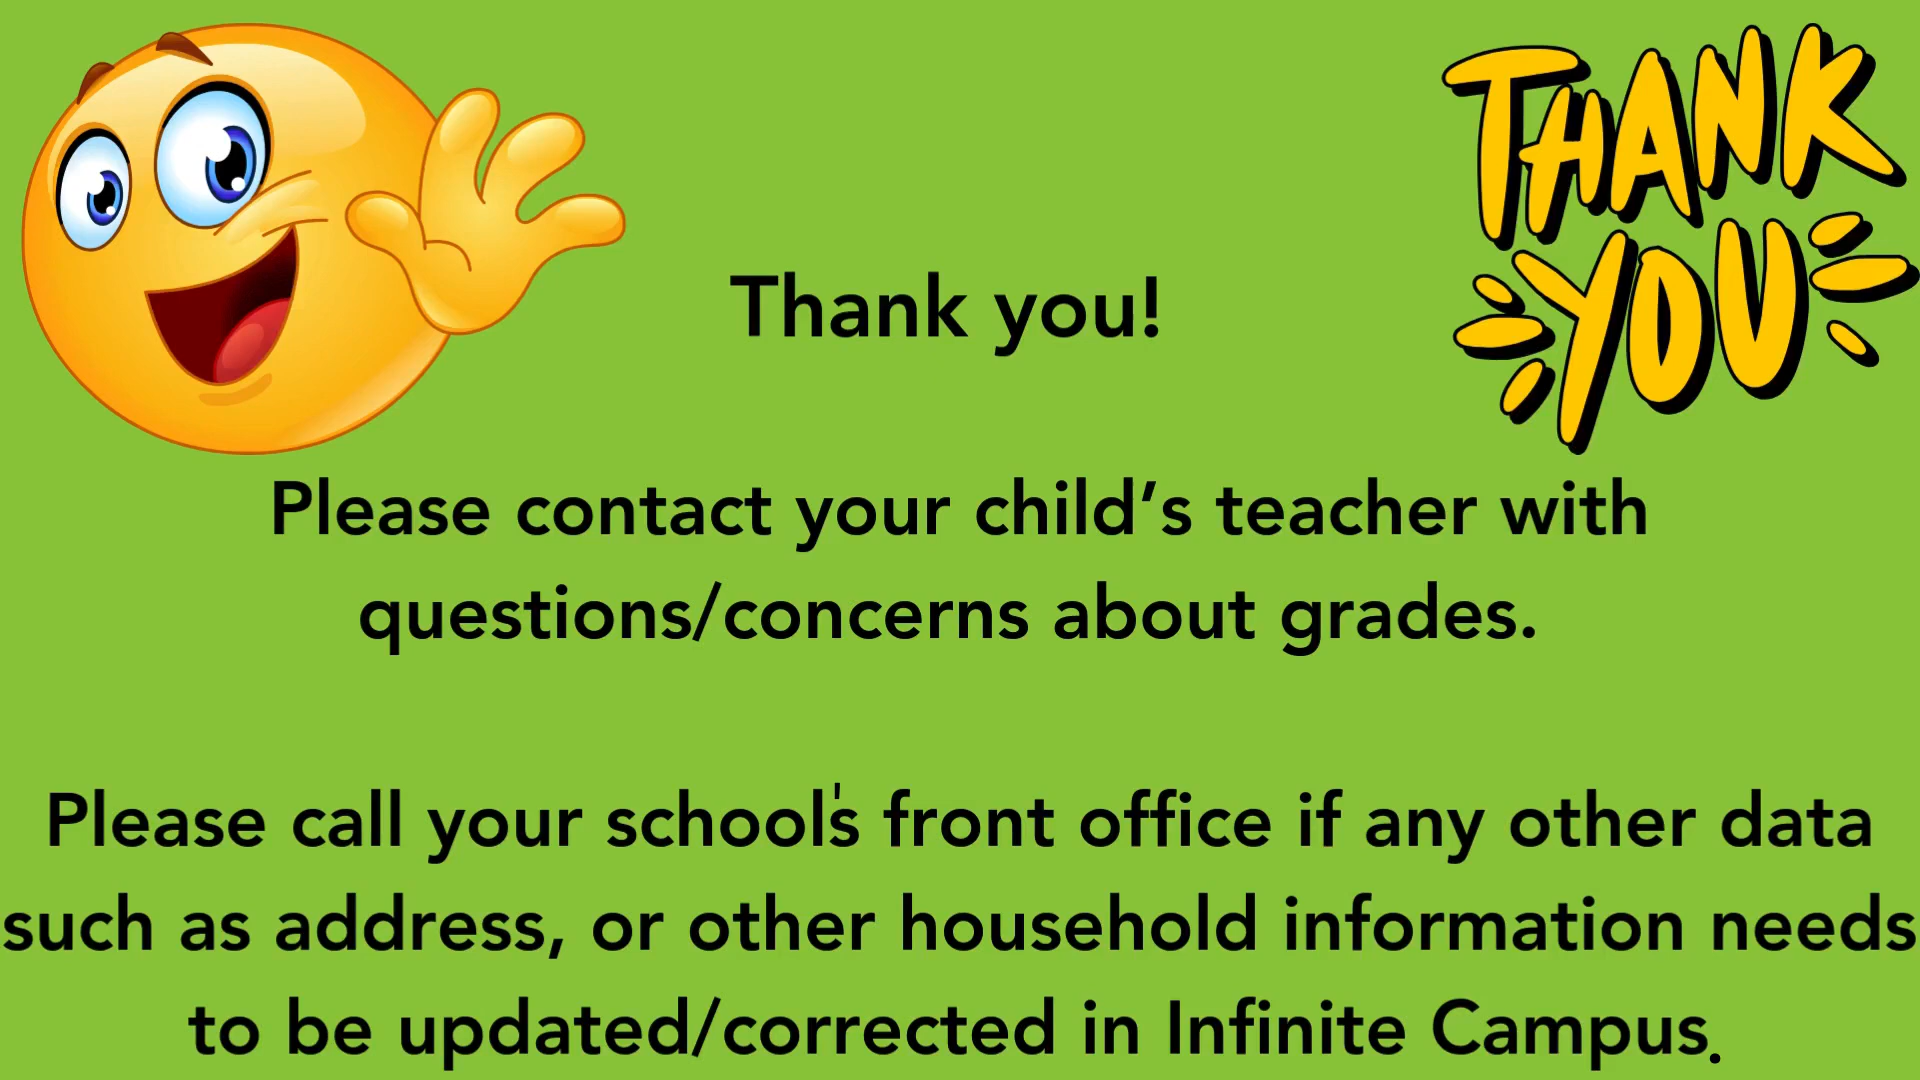 THANK
YOU
Thank you!
Please contact your child’s teacher with
questions/concerns about grades.
Please call your school's front office if any other data
such as address, or other household information needs
to be updated/corrected in Infinite Campus.